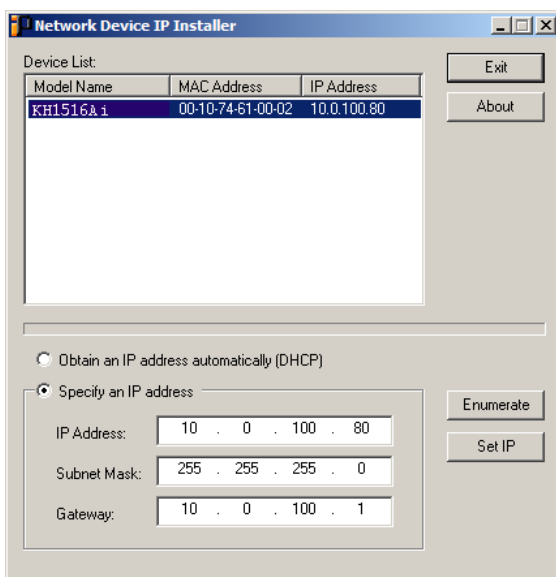 Network Device IP Installer
Device List:
Model Name MAC Address IP Address
KH1516Ai 00-10-74-61-00-02 10.0.100.80
Exit
About
Obtain an IP address automatically (DHCP)
Specify an IP address
IP Address: 10 . 0 . 100 . 80
Subnet Mask: 255 . 255 . 255 . 0
Gateway: 10 . 0 . 100 . 1
Enumerate
Set IP